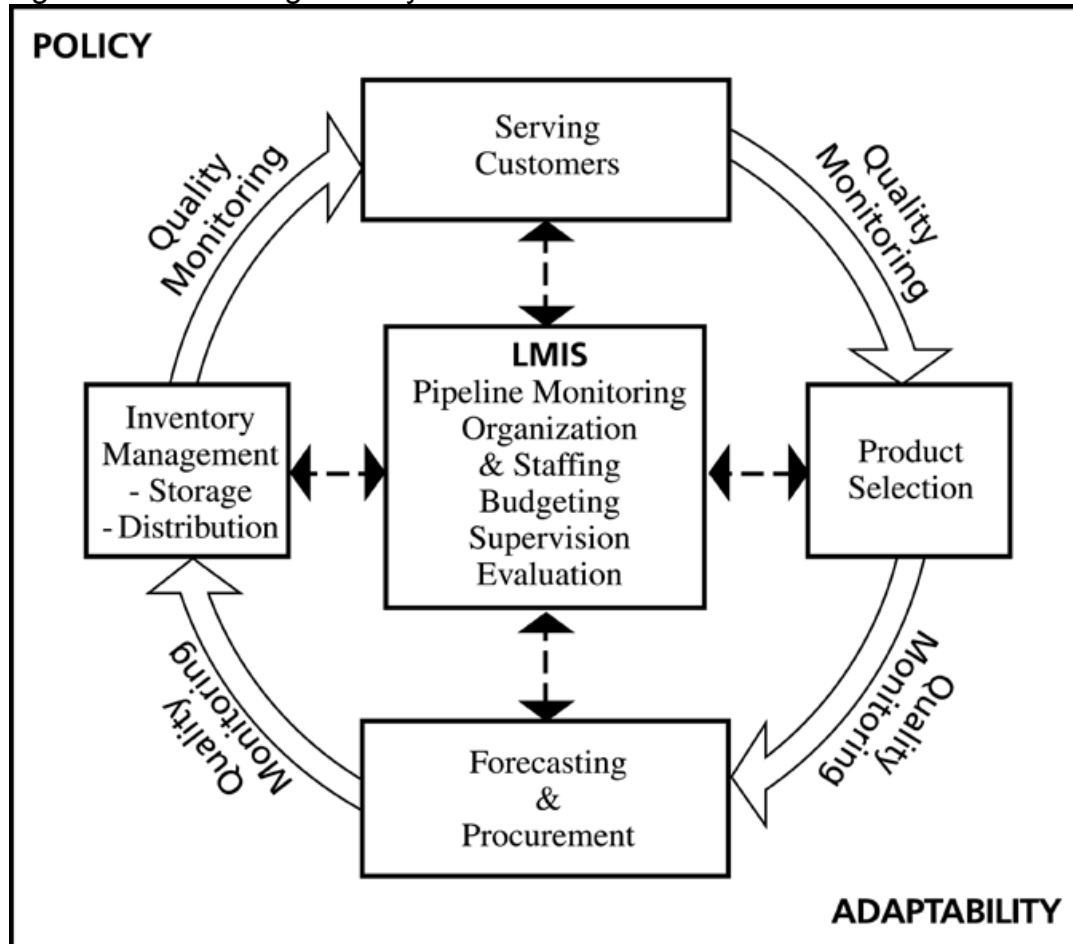 POLICY
Serving
Customers
Quality
Monitoring
Quality
Monitoring
LMIS
Pipeline Monitoring
Organization
& Staffing
Budgeting
Supervision
Evaluation
Inventory
Management
- Storage
- Distribution
Product
Selection
Quality
Monitoring
Quality
Monitoring
Forecasting
&
Procurement
ADAPTABILITY